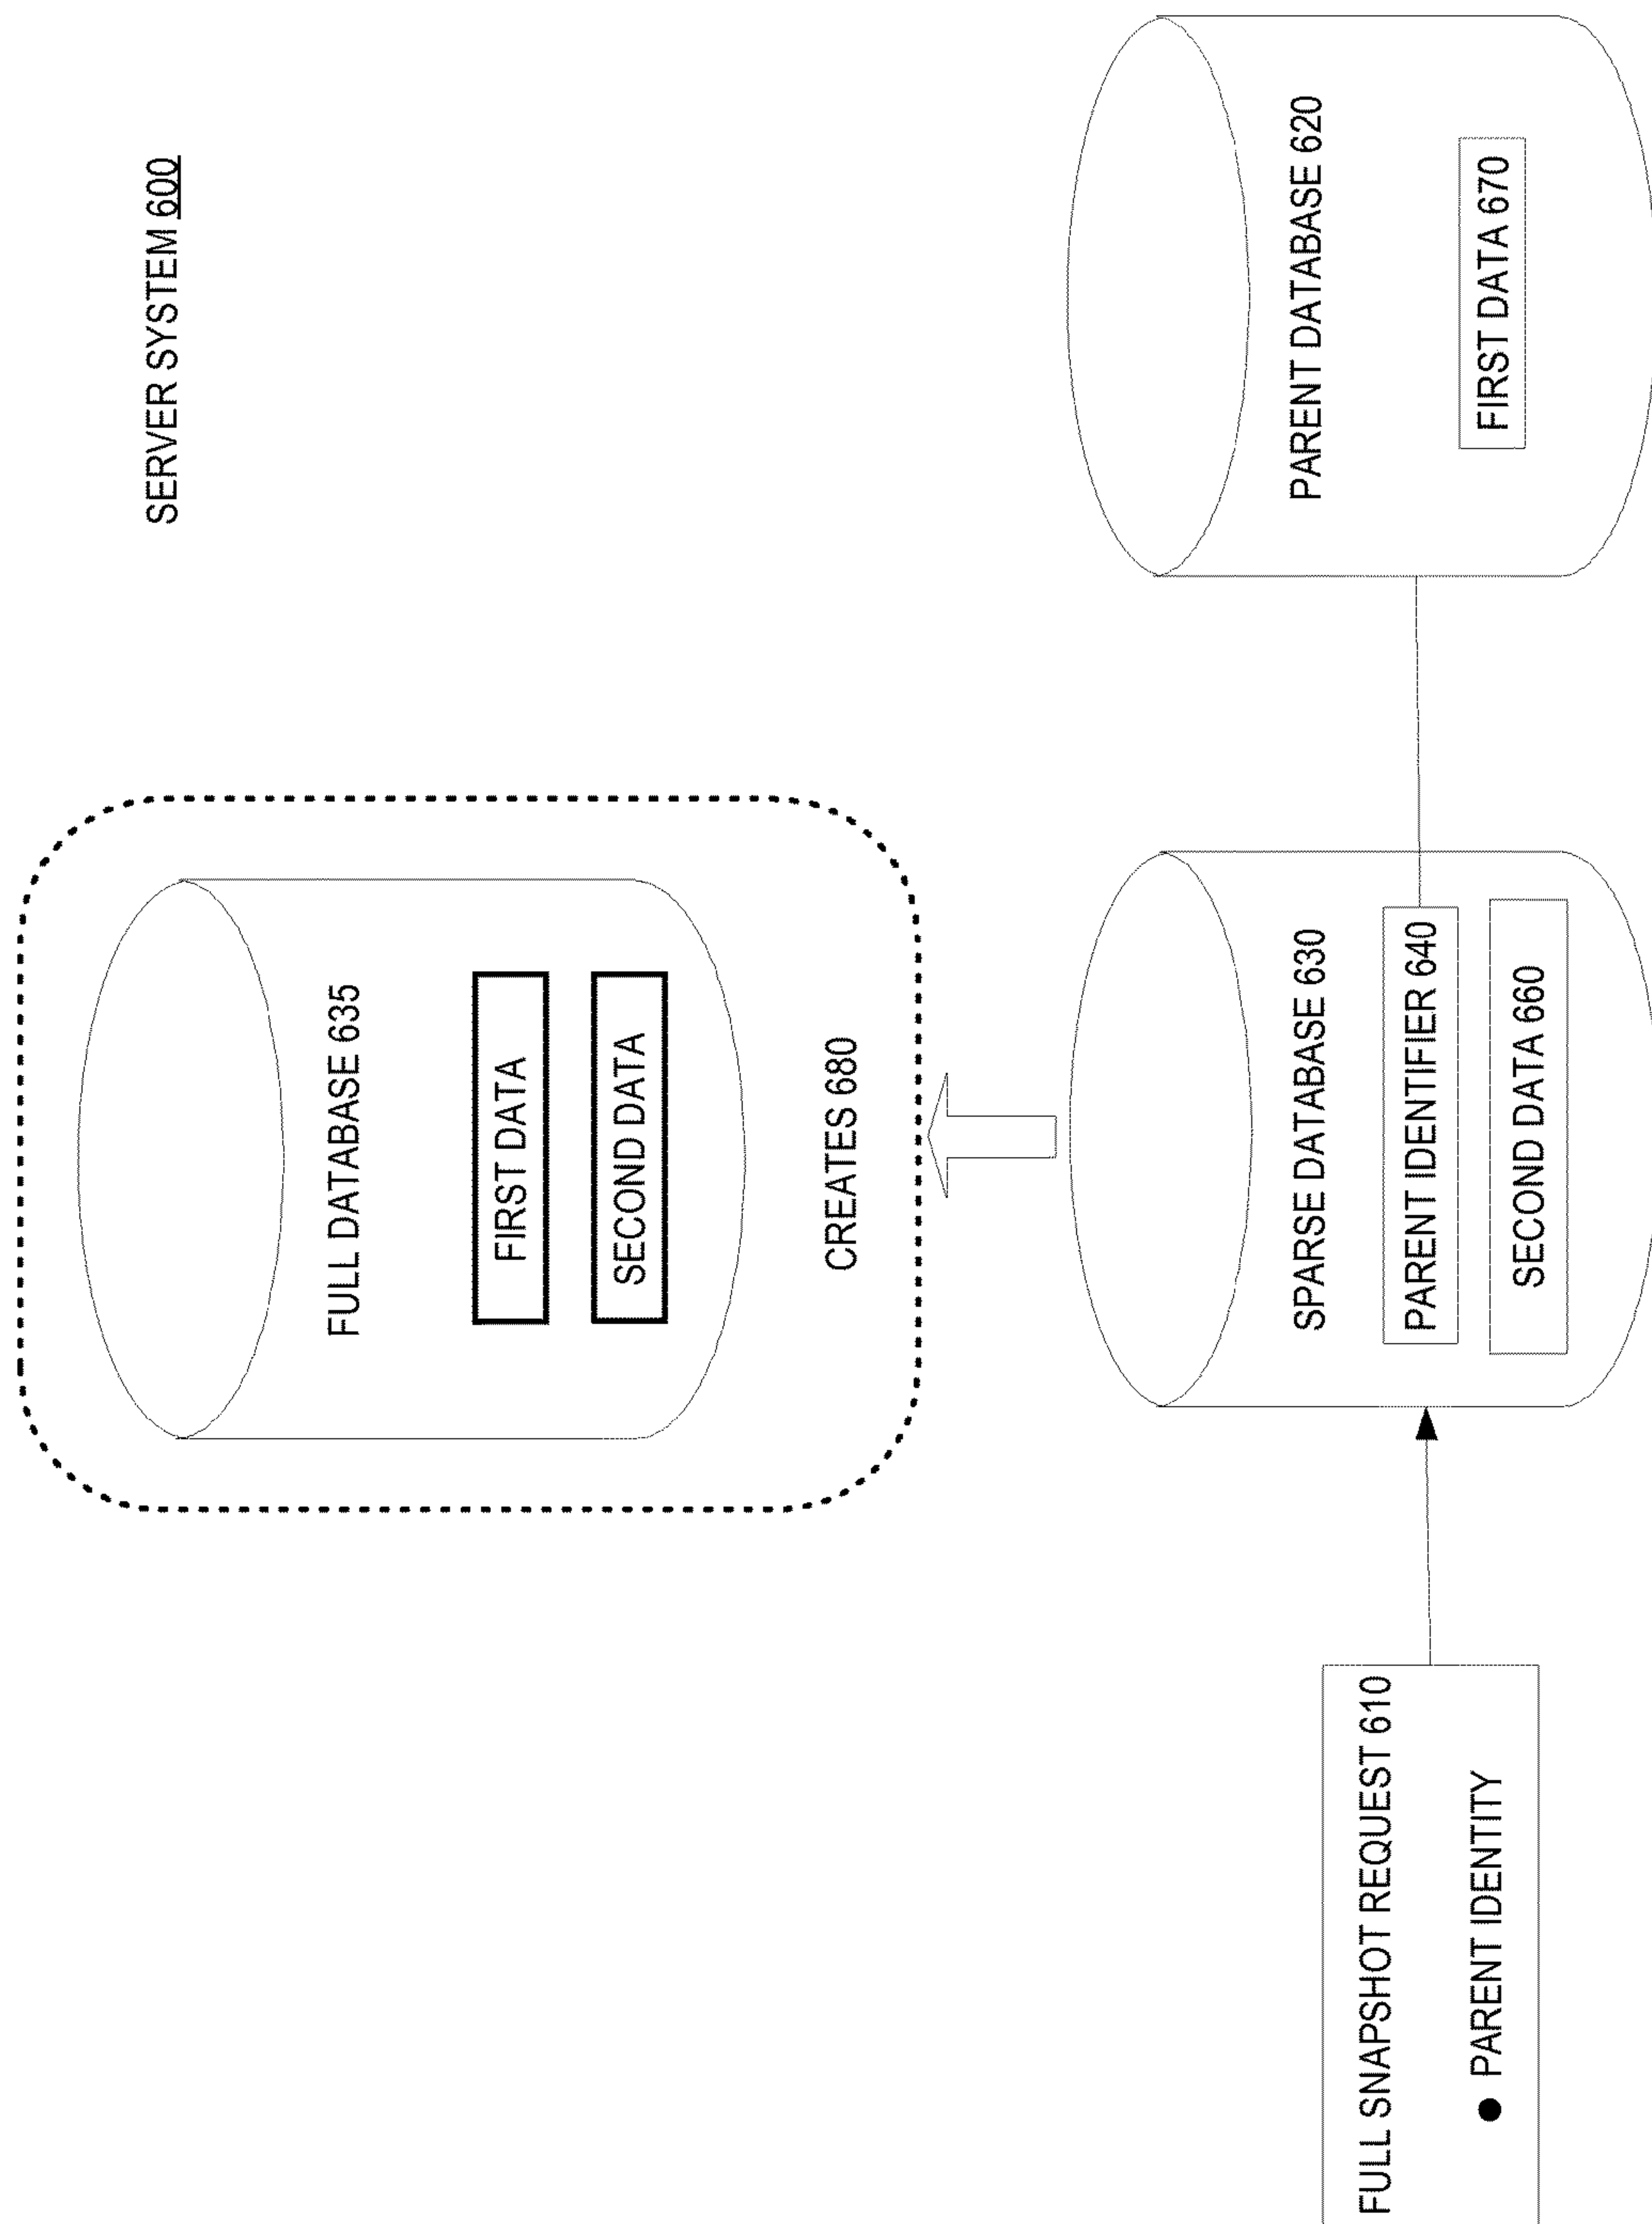 SERVER SYSTEM 600
FULL DATABASE 635
FIRST DATA
SECOND DATA
CREATES 680
FULL SNAPSHOT REQUEST 610
● PARENT IDENTITY
SPARSE DATABASE 630
PARENT IDENTIFIER 640
SECOND DATA 660
PARENT DATABASE 620
FIRST DATA 670